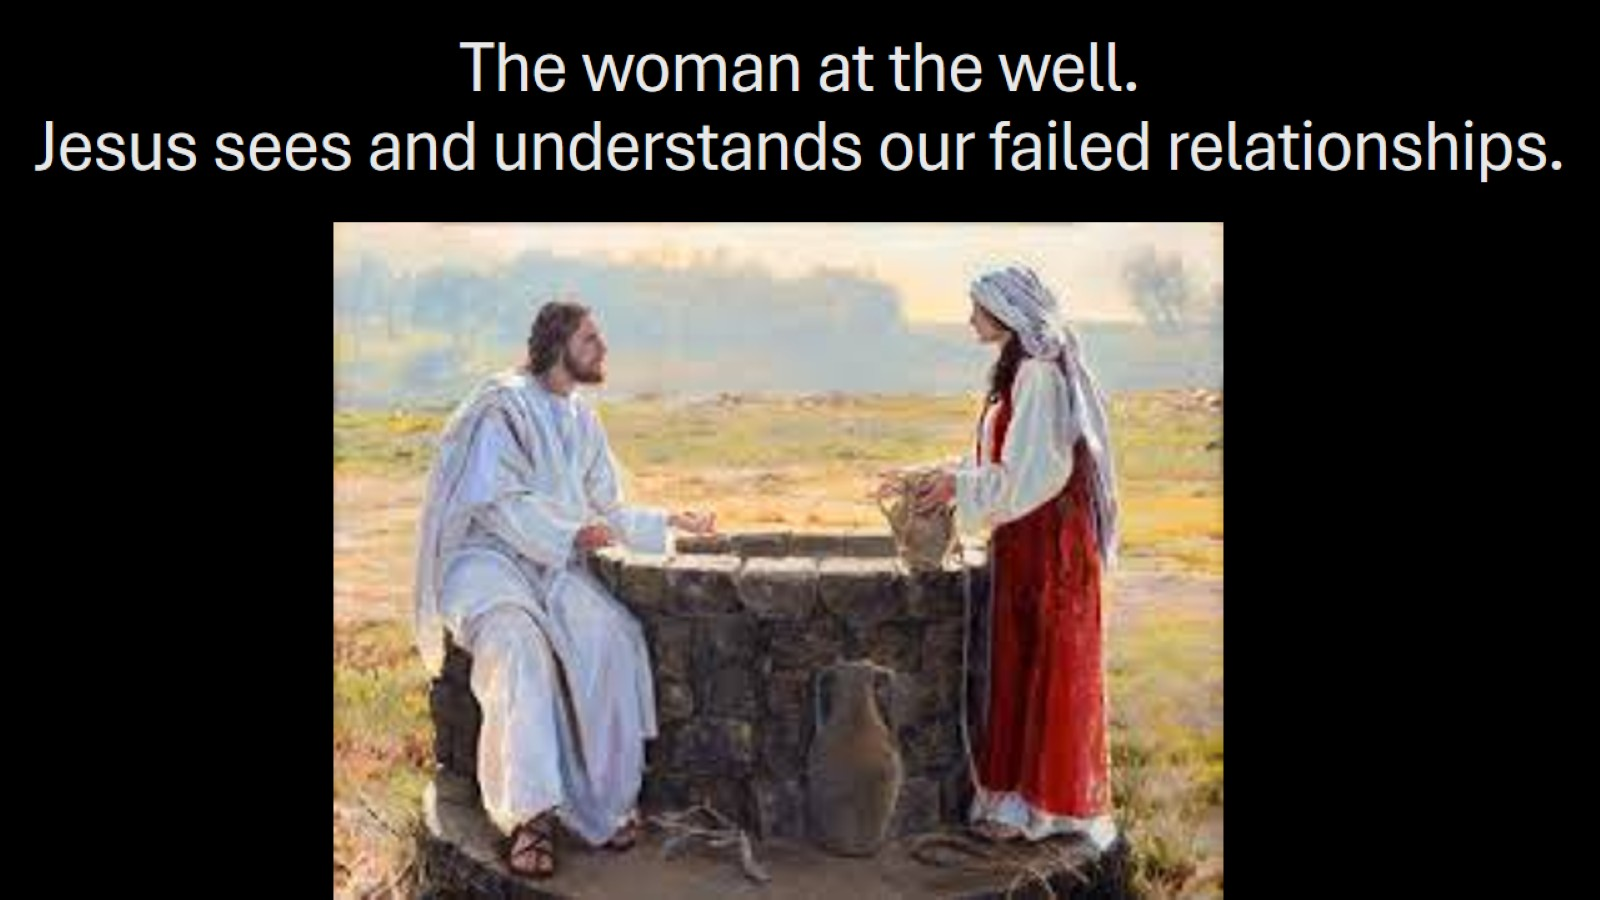 The woman at the well.
Jesus sees and understands our failed relationships.